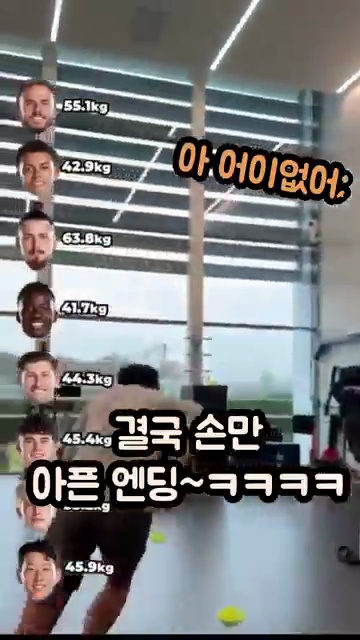 55.1kg
42.9kg
아 어이없어;
63.8kg
41.7kg
44.3kg
45.4kg
결국 손만
아픈 엔딩~ㅋㅋㅋㅋ
45.9kg